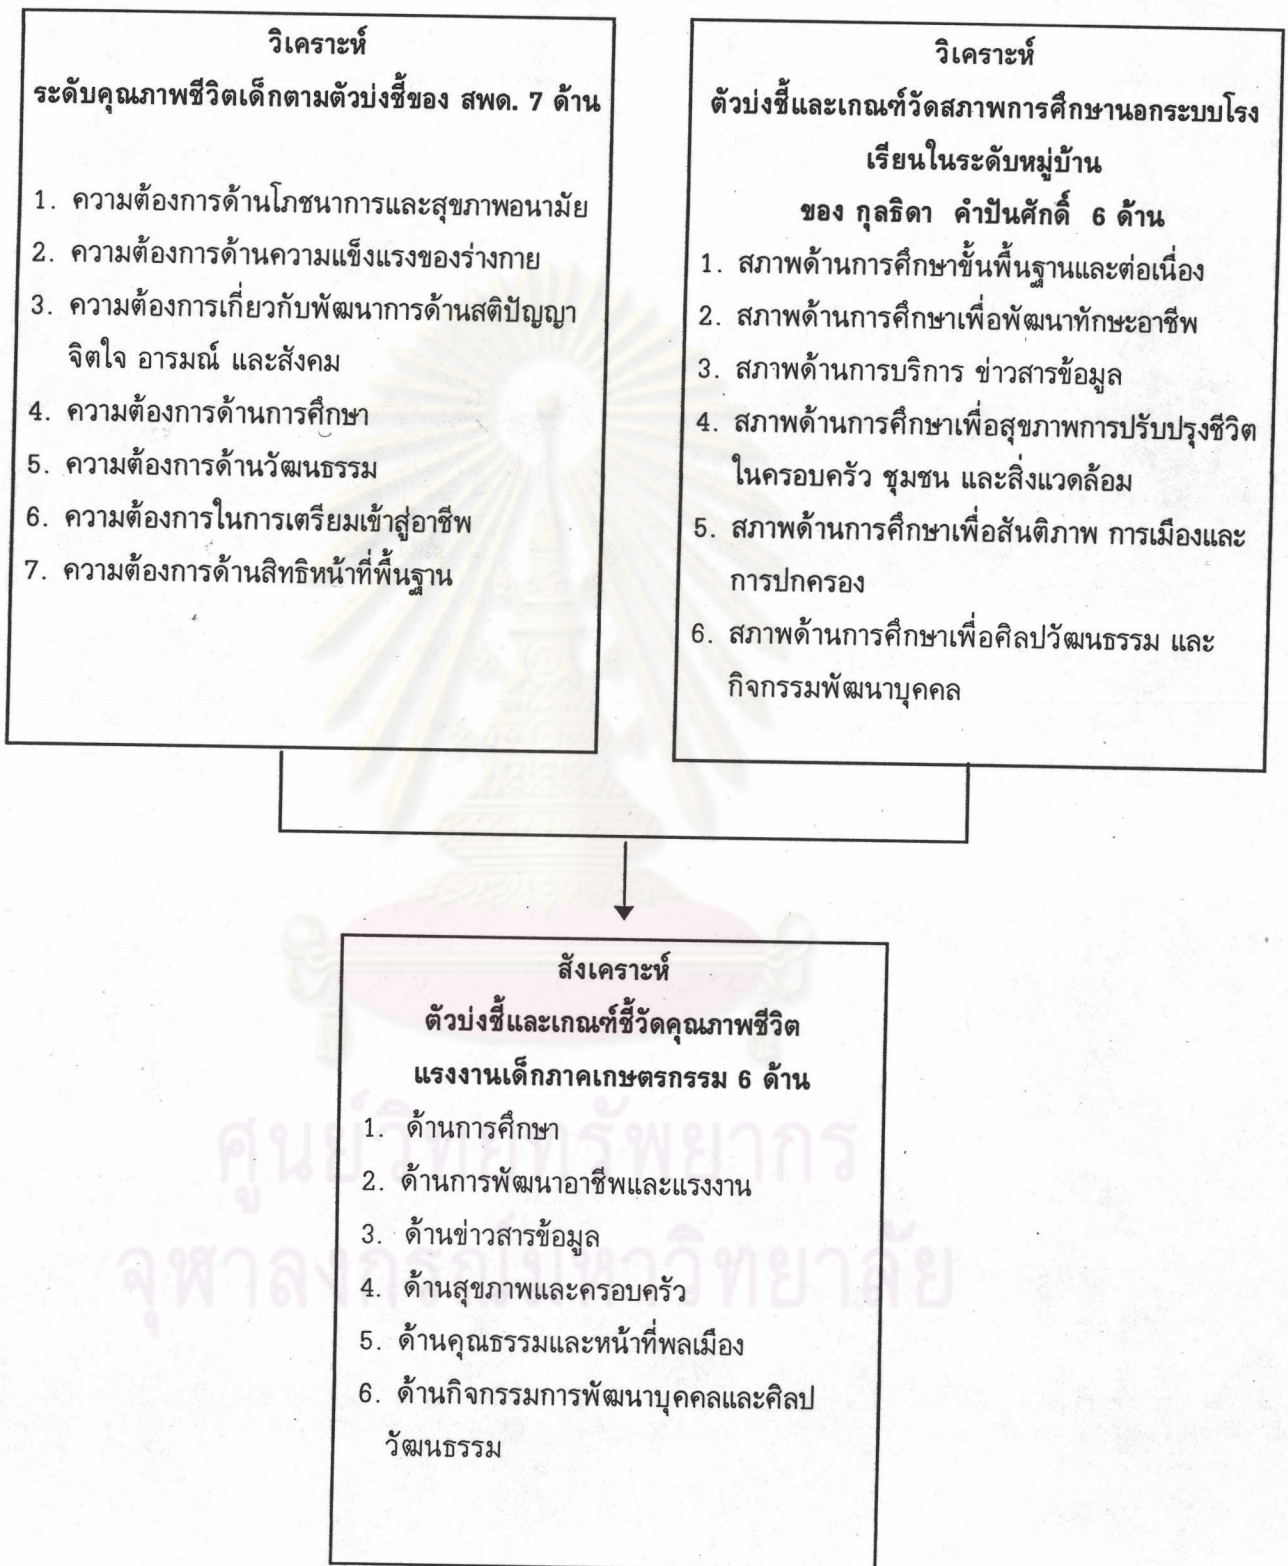 วิเคราะห์
ระดับคุณภาพชีวิตเด็กตามตัวบ่งชี้ของ สพด. 7 ด้าน
1. ความต้องการด้านโภชนาการและสุขภาพอนามัย
2. ความต้องการด้านความแข็งแรงของร่างกาย
3. ความต้องการเกี่ยวกับพัฒนาการด้านสติปัญญา
จิตใจ อารมณ์ และสังคม
4. ความต้องการด้านการศึกษา
5. ความต้องการด้านวัฒนธรรม
6. ความต้องการในการเตรียมเข้าสู่อาชีพ
7. ความต้องการด้านสิทธิหน้าที่พื้นฐาน
วิเคราะห์
ตัวบ่งชี้และเกณฑ์วัดสภาพการศึกษานอกระบบโรง
เรียนในระดับหมู่บ้าน
ของ กุลธิดา คำปันศักดิ์ 6 ด้าน
1. สภาพด้านการศึกษาขั้นพื้นฐานและต่อเนื่อง
2. สภาพด้านการศึกษาเพื่อพัฒนาทักษะอาชีพ
3. สภาพด้านการบริการ ข่าวสารข้อมูล
4. สภาพด้านการศึกษาเพื่อสุขภาพการปรับปรุงชีวิต
ในครอบครัว ชุมชน และสิ่งแวดล้อม
5. สภาพด้านการศึกษาเพื่อสันติภาพ การเมืองและ
การปกครอง
6. สภาพด้านการศึกษาเพื่อศิลปวัฒนธรรม และ
กิจกรรมพัฒนาบุคคล
สังเคราะห์
ตัวบ่งชี้และเกณฑ์ชี้วัดคุณภาพชีวิต
แรงงานเด็กภาคเกษตรกรรม 6 ด้าน
1. ด้านการศึกษา
2. ด้านการพัฒนาอาชีพและแรงงาน
3. ด้านข่าวสารข้อมูล
4. ด้านสุขภาพและครอบครัว
5. ด้านคุณธรรมและหน้าที่พลเมือง
6. ด้านกิจกรรมการพัฒนาบุคคลและศิลป
วัฒนธรรม
ศูนย์วิทยทรัพยากร
จุฬาลงกรณ์มหาวิทยาลัย